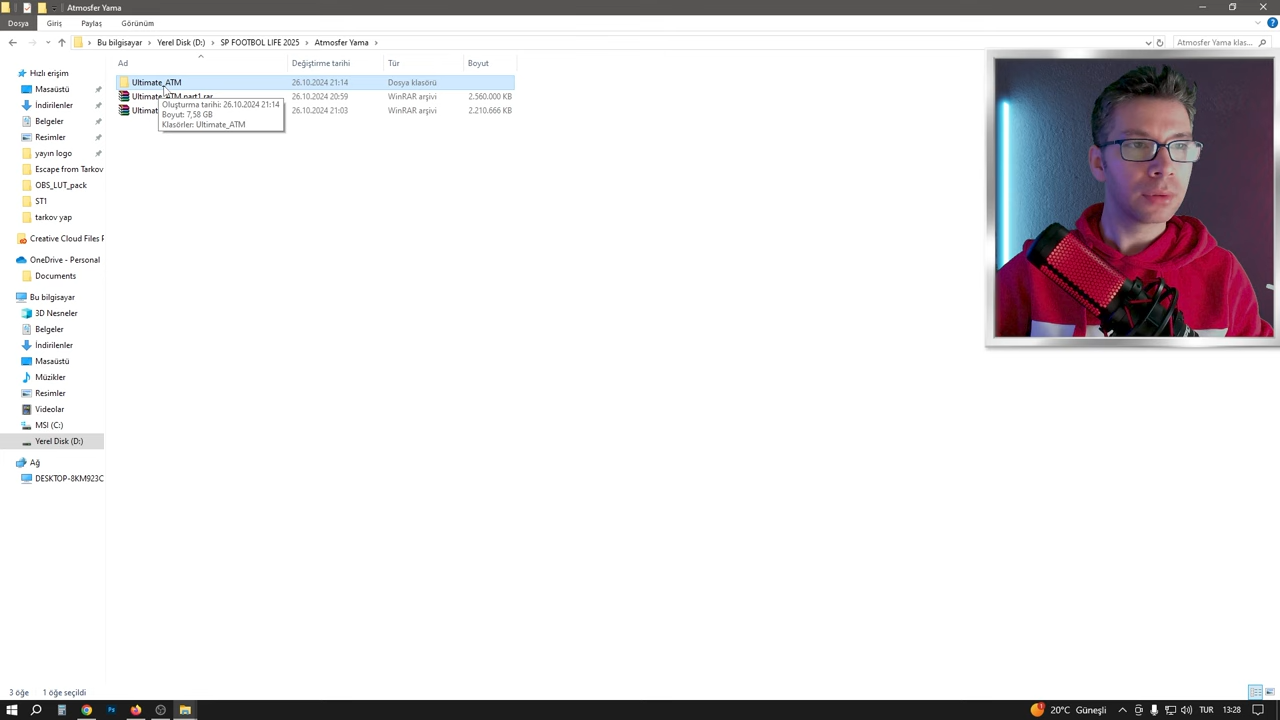 Atmosfer Yama
Dosya Giriş Paylaş Görünüm
Bu bilgisayar > Yerel Disk (D:) > SP FOOTBOL LIFE 2025 > Atmosfer Yama >
Atmosfer Yama klas...
Ad Değiştirme tarihi Tür Boyut
Ultimate_ATM 26.10.2024 21:14 Dosya klasörü
Ultimate_ATM.part1.rar 26.10.2024 20:59 WinRAR arşivi 2.560.000 KB
Ultimat 26.10.2024 21:03 WinRAR arşivi 2.210.666 KB
Oluşturma tarihi: 26.10.2024 21:14
Boyut: 7,58 GB
Klasörler: Ultimate_ATM
Hızlı erişim
Masaüstü
İndirilenler
Belgeler
Resimler
yayın logo
Escape from Tarkov
OBS_LUT_pack
ST1
tarkov yap
Creative Cloud Files
OneDrive - Personal
Documents
Bu bilgisayar
3D Nesneler
Belgeler
İndirilenler
Masaüstü
Müzikler
Resimler
Videolar
MSI (C:)
Yerel Disk (D:)
Ağ
DESKTOP-8KM923C
3 öğe 1 öğe seçildi
Ps
20°C Güneşli TUR 13:28